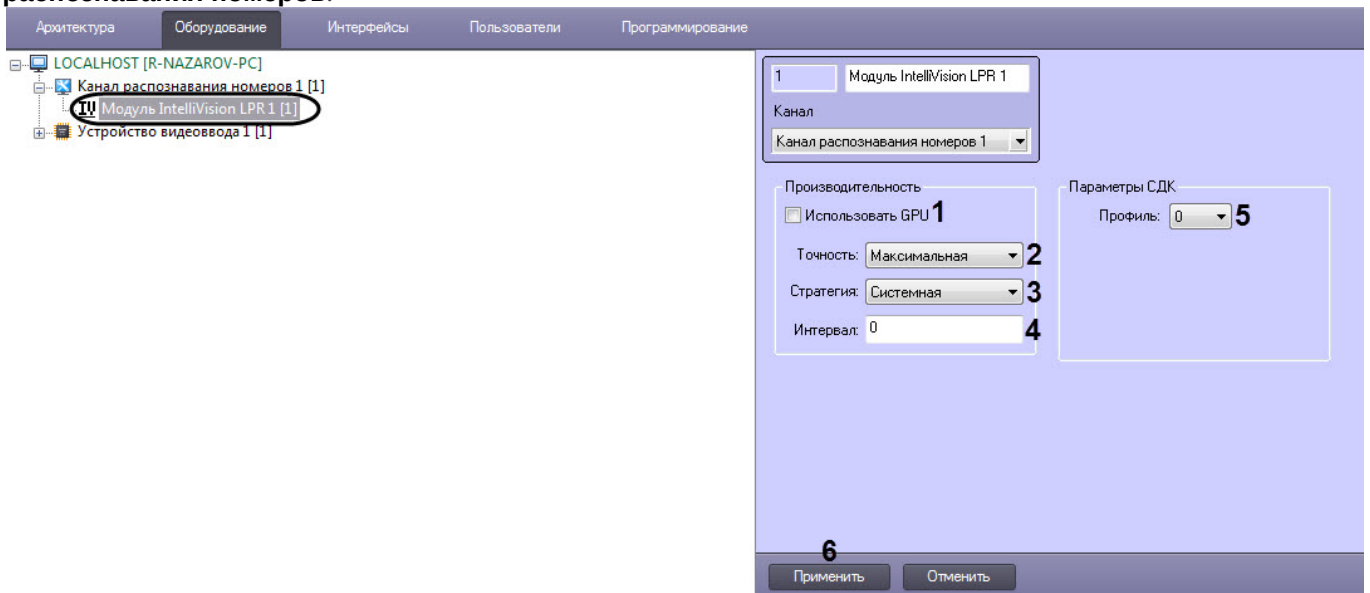 распознавания номеров.
Архитектура Оборудование Интерфейсы Пользователи Программирование
LOCALHOST [R-NAZAROV-PC]
Канал распознавания номеров 1 [1]
Модуль IntelliVision LPR 1 [1]
Устройство видеоввода 1 [1]
1 Модуль IntelliVision LPR 1
Канал
Канал распознавания номеров 1
Производительность
Использовать GPU 1
Точность: Максимальная 2
Стратегия: Системная 3
Интервал: 0 4
Параметры СДК
Профиль: 0 5
6
Применить Отменить